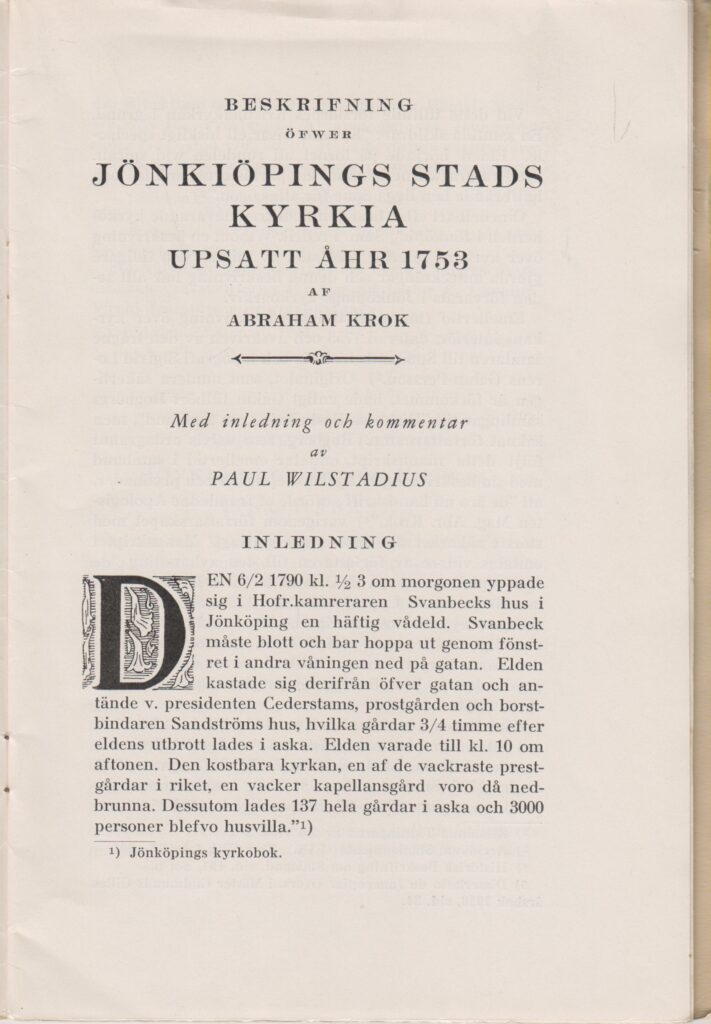 BESKRIFNING
ÖFWER
JÖNKIÖPINGS STADS
KYRKIA
UPSATT ÅHR 1753
AF
ABRAHAM KROK
Med inledning och kommentar
av
PAUL WILSTADIUS
INLEDNING
DEN 6/2 1790 kl. ½ 3 om morgonen yppade
sig i Hofr.kamreraren Svanbecks hus i
Jönköping en häftig vådeld. Svanbeck
måste blott och bar hoppa ut genom fönst-
ret i andra våningen ned på gatan. Elden
kastade sig derifrån öfver gatan och an-
tände v. presidenten Cederstams, prostgården och borst-
bindaren Sandströms hus, hvilka gårdar 3/4 timme efter
eldens utbrott lades i aska. Elden varade till kl. 10 om
aftonen. Den kostbara kyrkan, en af de vackraste prest-
gårdar i riket, en vacker kapellansgård voro då ned-
brunna. Dessutom lades 137 hela gårdar i aska och 3000
personer blefvo husvilla.”¹)
¹) Jönköpings kyrkobok.